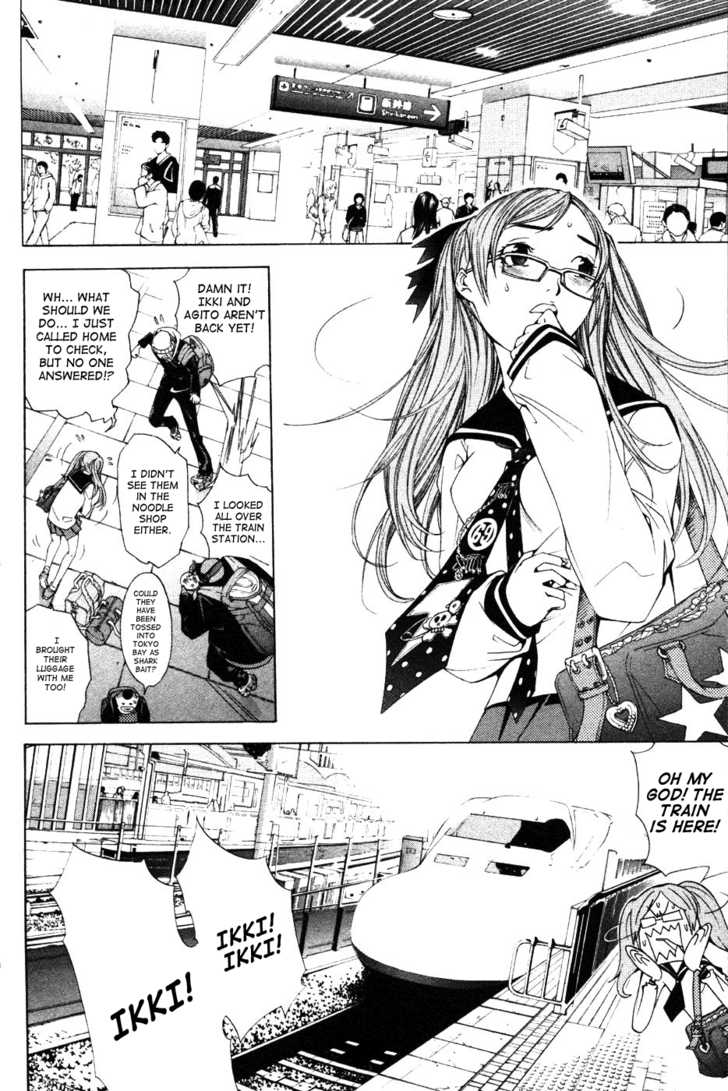 新幹線
Shinkansen
DAMN IT!
IKKI AND
AGITO AREN'T
BACK YET!
WH... WHAT
SHOULD WE
DO... I JUST
CALLED HOME
TO CHECK,
BUT NO ONE
ANSWERED!?
I DIDN'T
SEE THEM
IN THE
NOODLE
SHOP
EITHER.
I LOOKED
ALL OVER
THE TRAIN
STATION...
COULD
THEY
HAVE
BEEN
TOSSED
INTO
TOKYO
BAY AS
SHARK
BAIT?
I
BROUGHT
THEIR
LUGGAGE
WITH ME
TOO!
69
OH MY
GOD! THE
TRAIN
IS HERE!
IKKI!
IKKI!
IKKI!